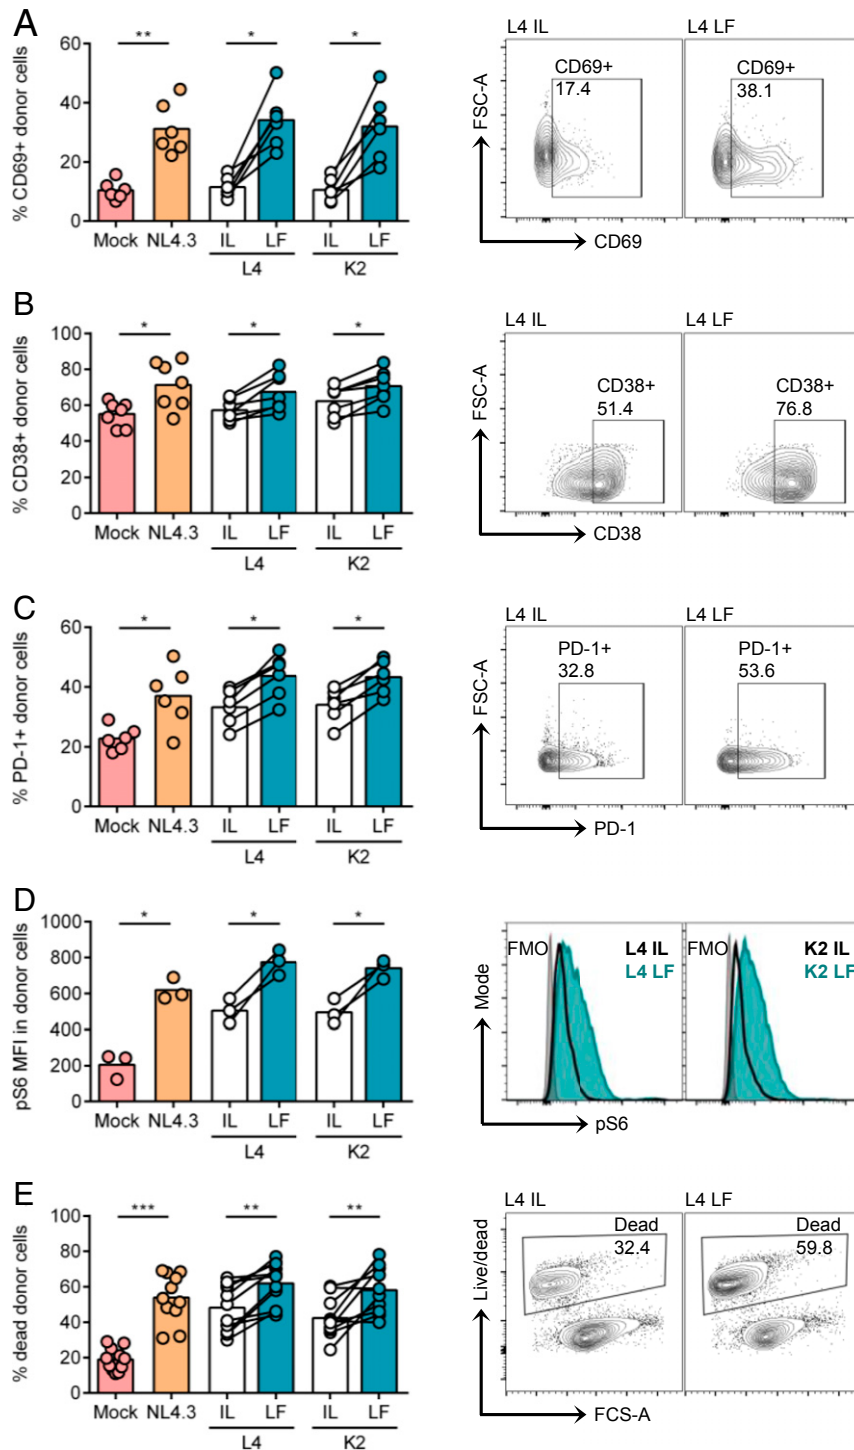 A
% CD69+ donor cells
60
40
20
0
** * *
Mock NL4.3 IL LF IL LF
L4 K2
L4 IL L4 LF
CD69+
17.4
CD69+
38.1
FSC-A
CD69
B
% CD38+ donor cells
100
80
60
40
20
0
* * *
Mock NL4.3 IL LF IL LF
L4 K2
L4 IL L4 LF
CD38+
51.4
CD38+
76.8
FSC-A
CD38
C
% PD-1+ donor cells
60
40
20
0
* * *
Mock NL4.3 IL LF IL LF
L4 K2
L4 IL L4 LF
PD-1+
32.8
PD-1+
53.6
FSC-A
PD-1
D
pS6 MFI in donor cells
1000
800
600
400
200
0
* * *
Mock NL4.3 IL LF IL LF
L4 K2
FMO L4 IL
L4 LF
FMO K2 IL
K2 LF
Mode
pS6
E
% dead donor cells
100
80
60
40
20
0
*** ** **
Mock NL4.3 IL LF IL LF
L4 K2
L4 IL L4 LF
Dead
32.4
Dead
59.8
Live/dead
FCS-A